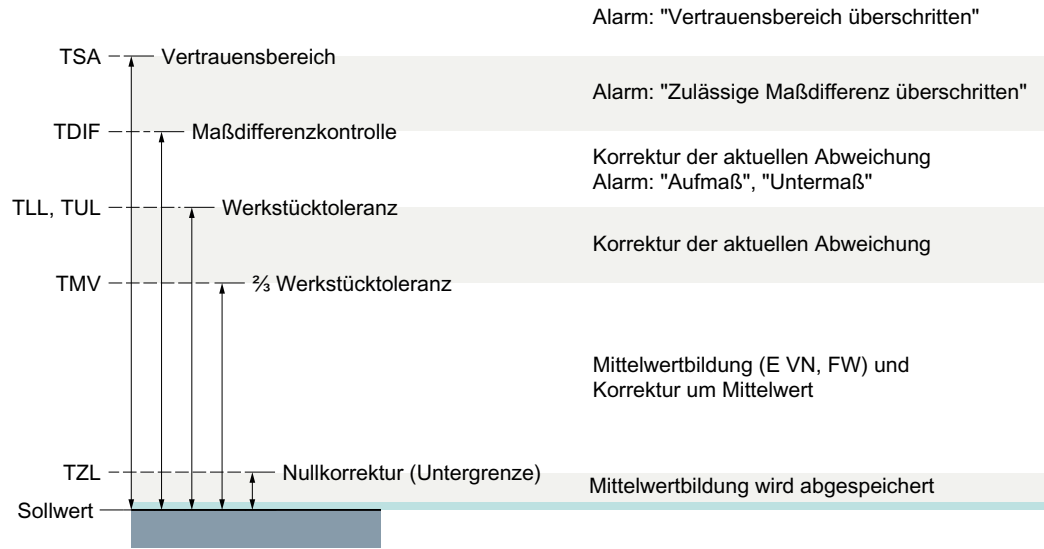 Alarm: "Vertrauensbereich überschritten"
TSA
Vertrauensbereich
Alarm: "Zulässige Maßdifferenz überschritten"
TDIF
Maßdifferenzkontrolle
Korrektur der aktuellen Abweichung
Alarm: "Aufmaß", "Untermaß"
TLL, TUL
Werkstücktoleranz
Korrektur der aktuellen Abweichung
TMV
⅔ Werkstücktoleranz
Mittelwertbildung (E VN, FW) und
Korrektur um Mittelwert
TZL
Nullkorrektur (Untergrenze)
Mittelwertbildung wird abgespeichert
Sollwert